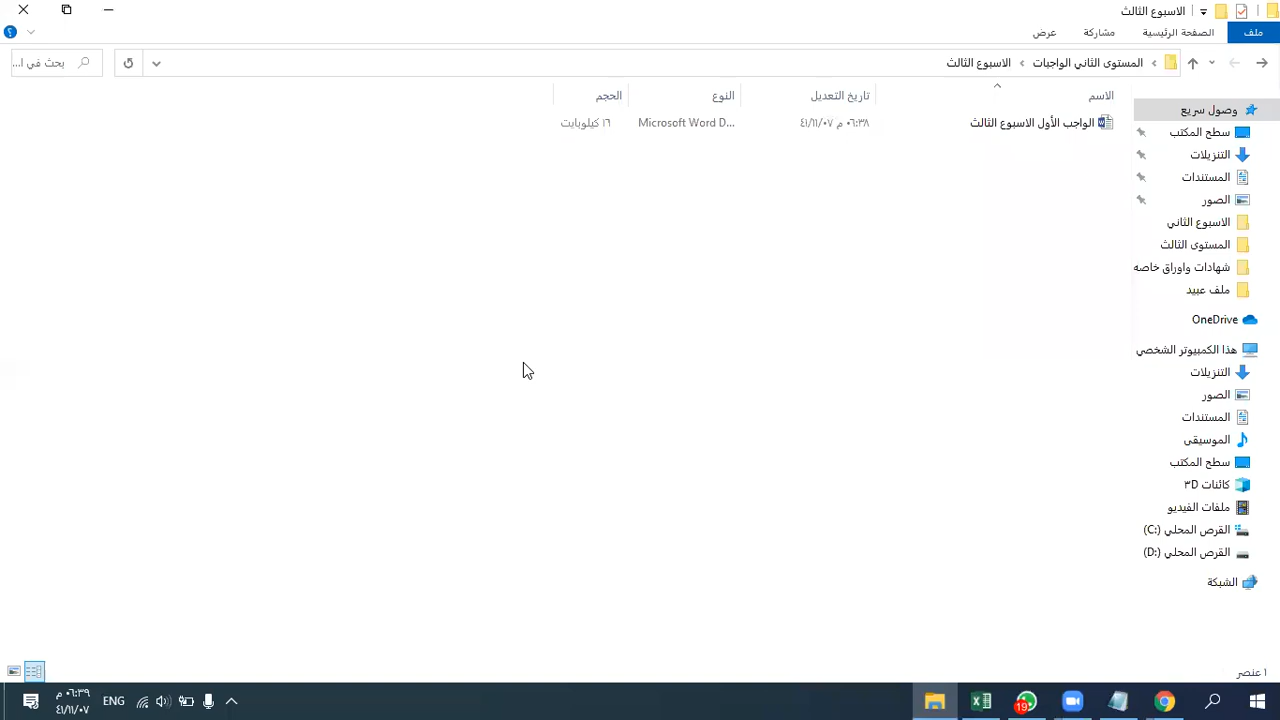 الاسبوع الثالث
ملف
الصفحة الرئيسية
مشاركة
عرض
المستوى الثاني الواجبات
الاسبوع الثالث
بحث في ا...
الاسم
تاريخ التعديل
النوع
الحجم
الواجب الأول الاسبوع الثالث
٠٦:٣٨ م ٤١/١١/٠٧
Microsoft Word D...
١٦ كيلوبايت
وصول سريع
سطح المكتب
التنزيلات
المستندات
الصور
الاسبوع الثاني
المستوى الثالث
شهادات واوراق خاصه
ملف عبيد
OneDrive
هذا الكمبيوتر الشخصي
التنزيلات
الصور
المستندات
الموسيقى
سطح المكتب
كائنات ٣D
ملفات الفيديو
القرص المحلي (C:)
القرص المحلي (D:)
الشبكة
١ عنصر
19
ENG
٠٦:٣٩ م
٤١/١١/٠٧